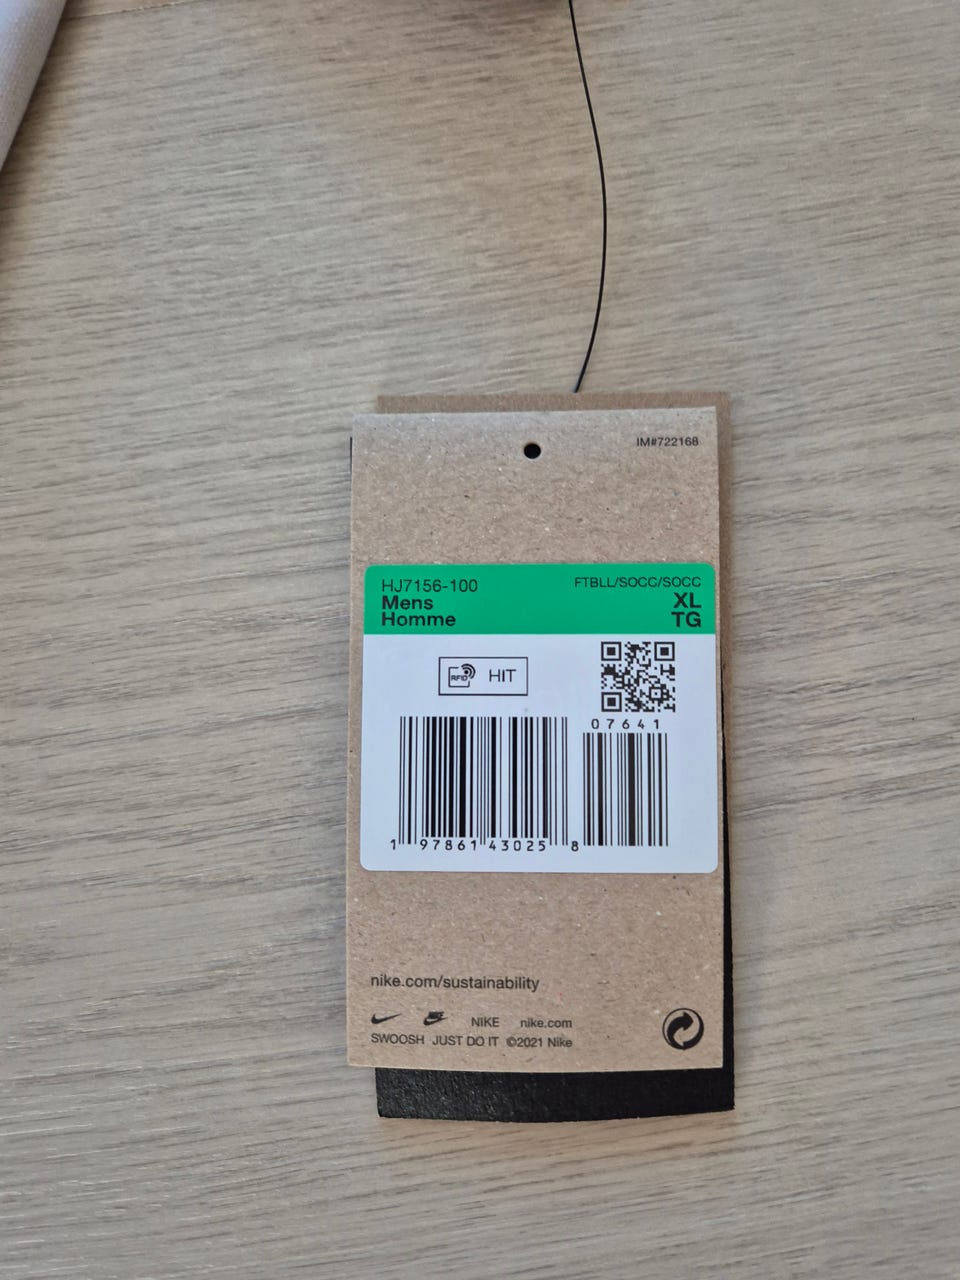 IM#722168
HJ7156-100 FTBLL/SOCC/SOCC
Mens XL
Homme TG
RFID HIT
07641
1 97861 43025 8
nike.com/sustainability
NIKE nike.com
SWOOSH JUST DO IT ©2021 Nike